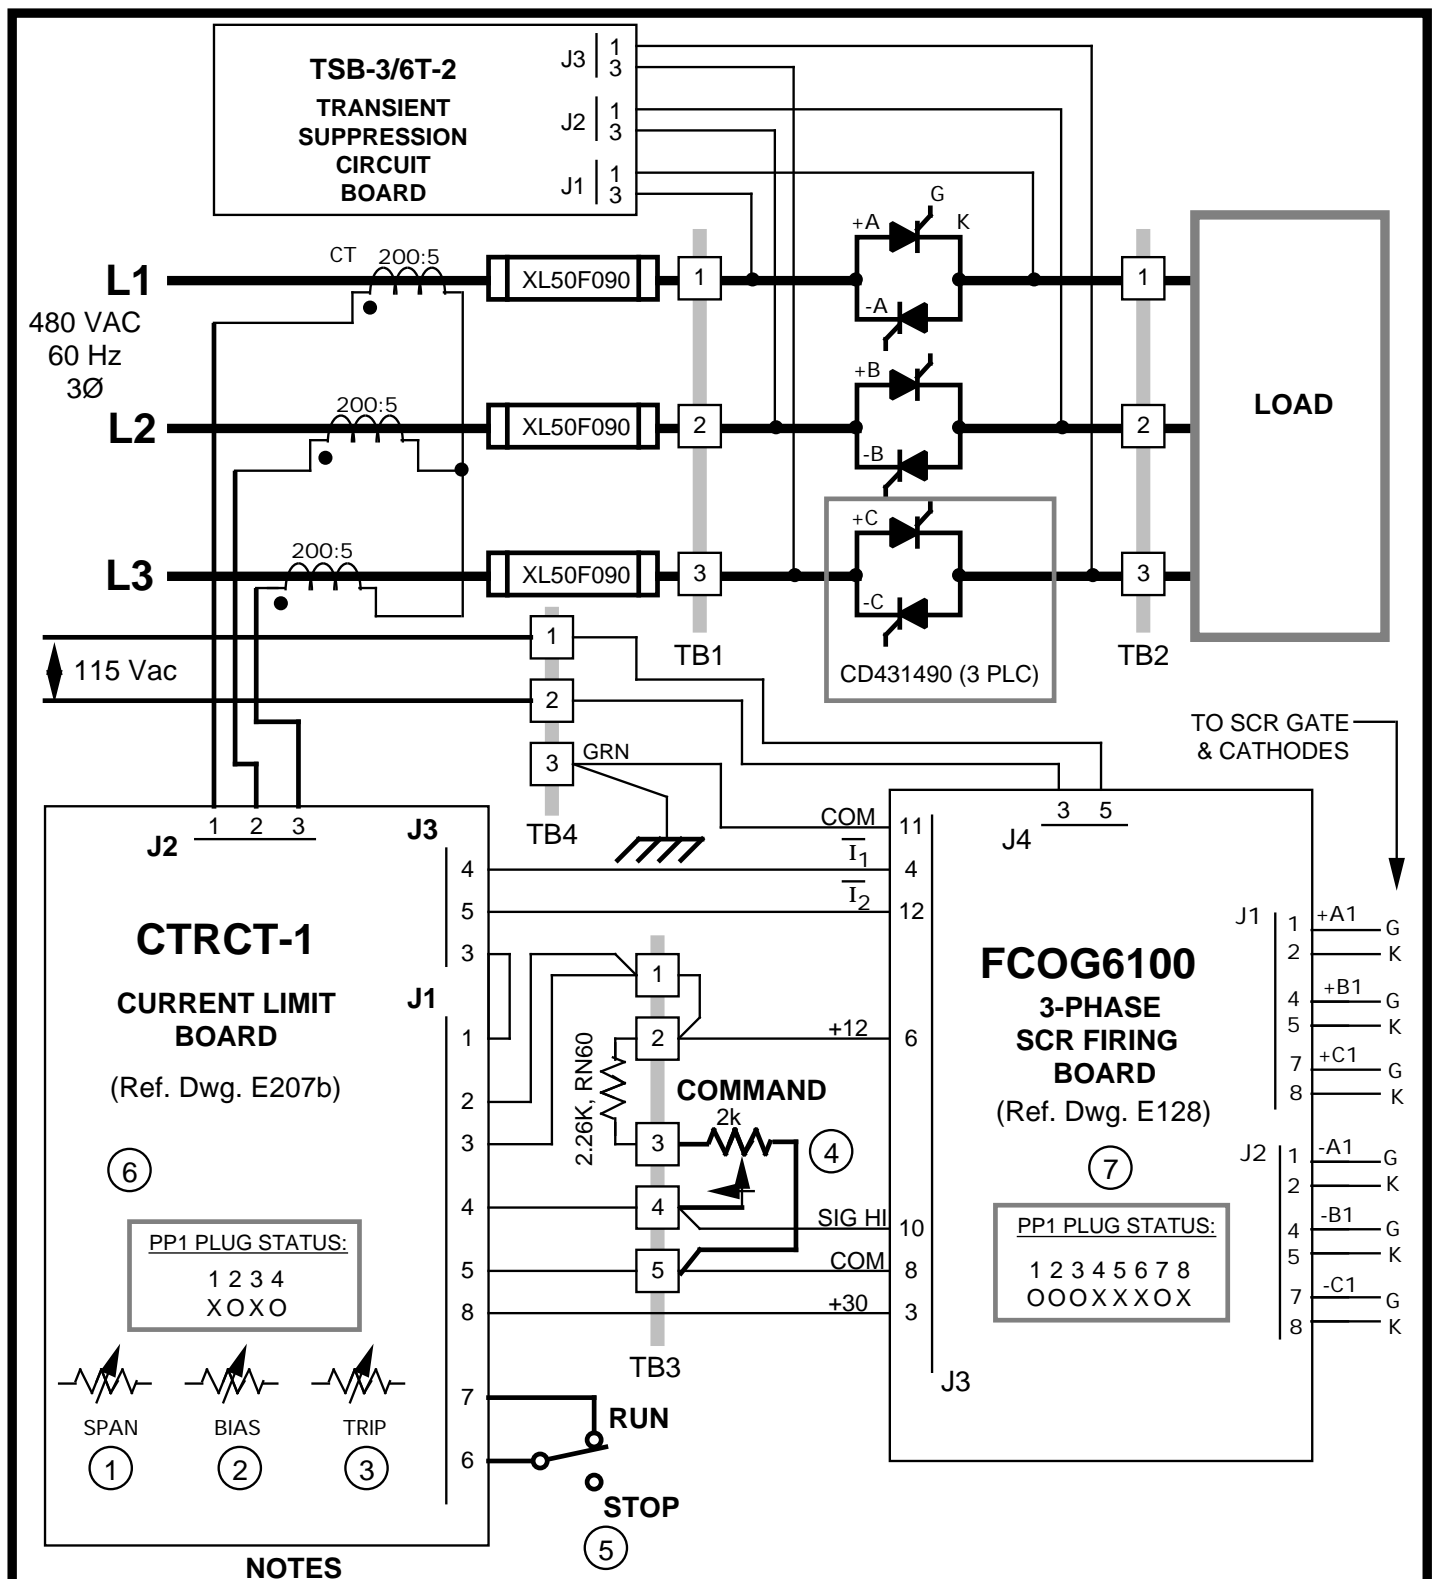 TSB-3/6T-2
TRANSIENT
SUPPRESSION
CIRCUIT
BOARD
J3 1
3
J2 1
3
J1 1
3
G
+A K
CT 200:5
L1 XL50F090 1 1
-A
480 VAC
60 Hz
3Ø
+B
200:5
L2 XL50F090 2 2
-B
LOAD
+C
200:5
L3 XL50F090 3 3
-C
TB1
TB2
CD431490 (3 PLC)
115 Vac
1
2
3 GRN
TB4
TO SCR GATE
& CATHODES
1 2 3
J2
J3
4
5
3
J1
1
2
3
4
5
8
7
6
CTRCT-1
CURRENT LIMIT
BOARD
(Ref. Dwg. E207b)
6
PP1 PLUG STATUS:
1 2 3 4
X O X O
SPAN BIAS TRIP
1 2 3
RUN
STOP
5
NOTES
1
2
3
4
5
TB3
2.26K, RN60
COMMAND
2k
4
COM 11
I1 4
I2 12
+12 6
SIG HI 10
COM 8
+30 3
J3
3 5
J4
FCOG6100
3-PHASE
SCR FIRING
BOARD
(Ref. Dwg. E128)
7
PP1 PLUG STATUS:
1 2 3 4 5 6 7 8
O O O X X X O X
J1 1 +A1 G
2 K
4 +B1 G
5 K
7 +C1 G
8 K
J2 1 -A1 G
2 K
4 -B1 G
5 K
7 -C1 G
8 K